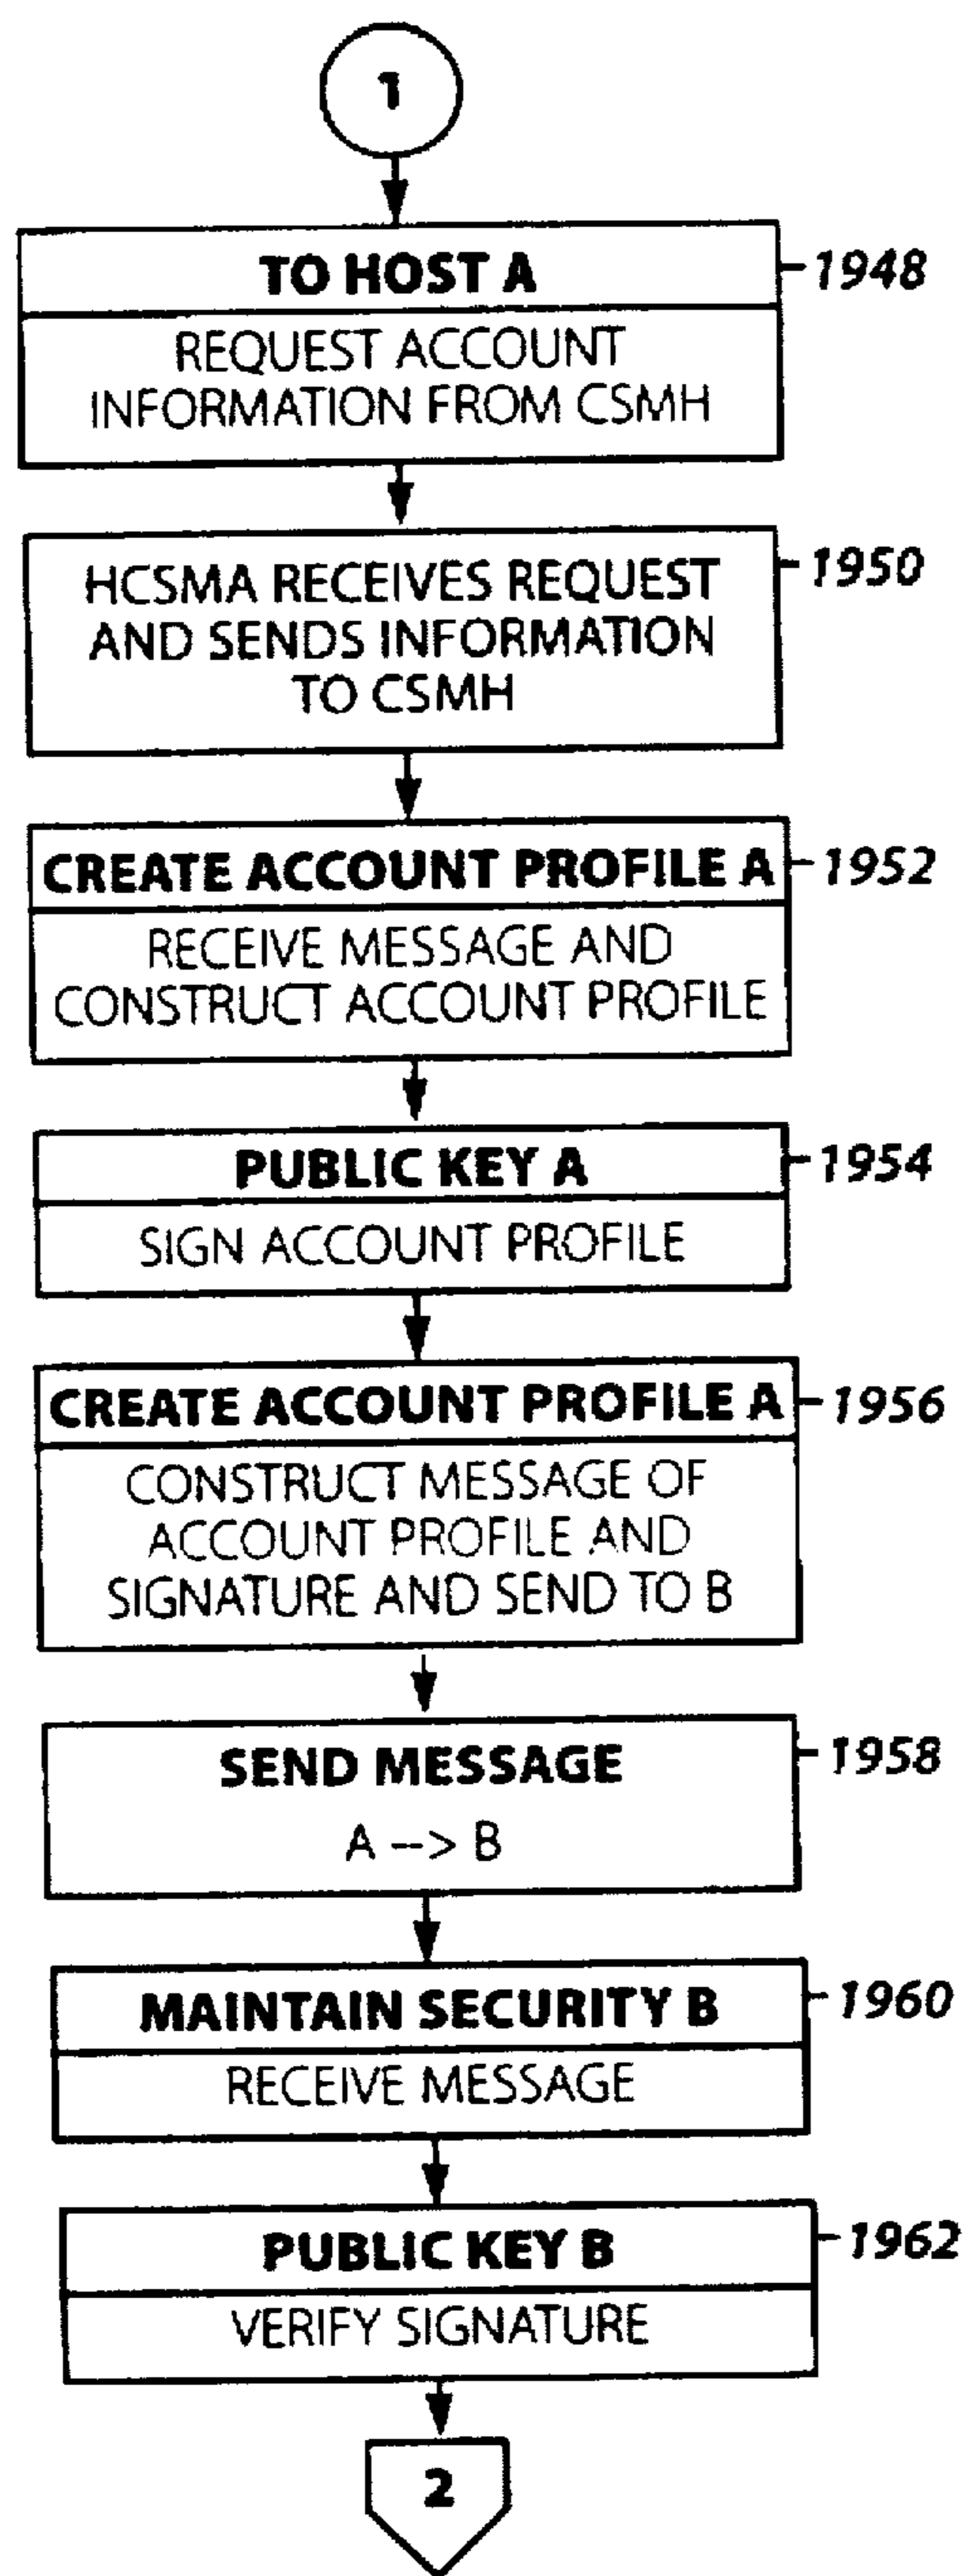 1
TO HOST A
1948
REQUEST ACCOUNT
INFORMATION FROM CSMH
HCSMA RECEIVES REQUEST
1950
AND SENDS INFORMATION
TO CSMH
CREATE ACCOUNT PROFILE A
1952
RECEIVE MESSAGE AND
CONSTRUCT ACCOUNT PROFILE
PUBLIC KEY A
1954
SIGN ACCOUNT PROFILE
CREATE ACCOUNT PROFILE A
1956
CONSTRUCT MESSAGE OF
ACCOUNT PROFILE AND
SIGNATURE AND SEND TO B
SEND MESSAGE
1958
A --> B
MAINTAIN SECURITY B
1960
RECEIVE MESSAGE
PUBLIC KEY B
1962
VERIFY SIGNATURE
2